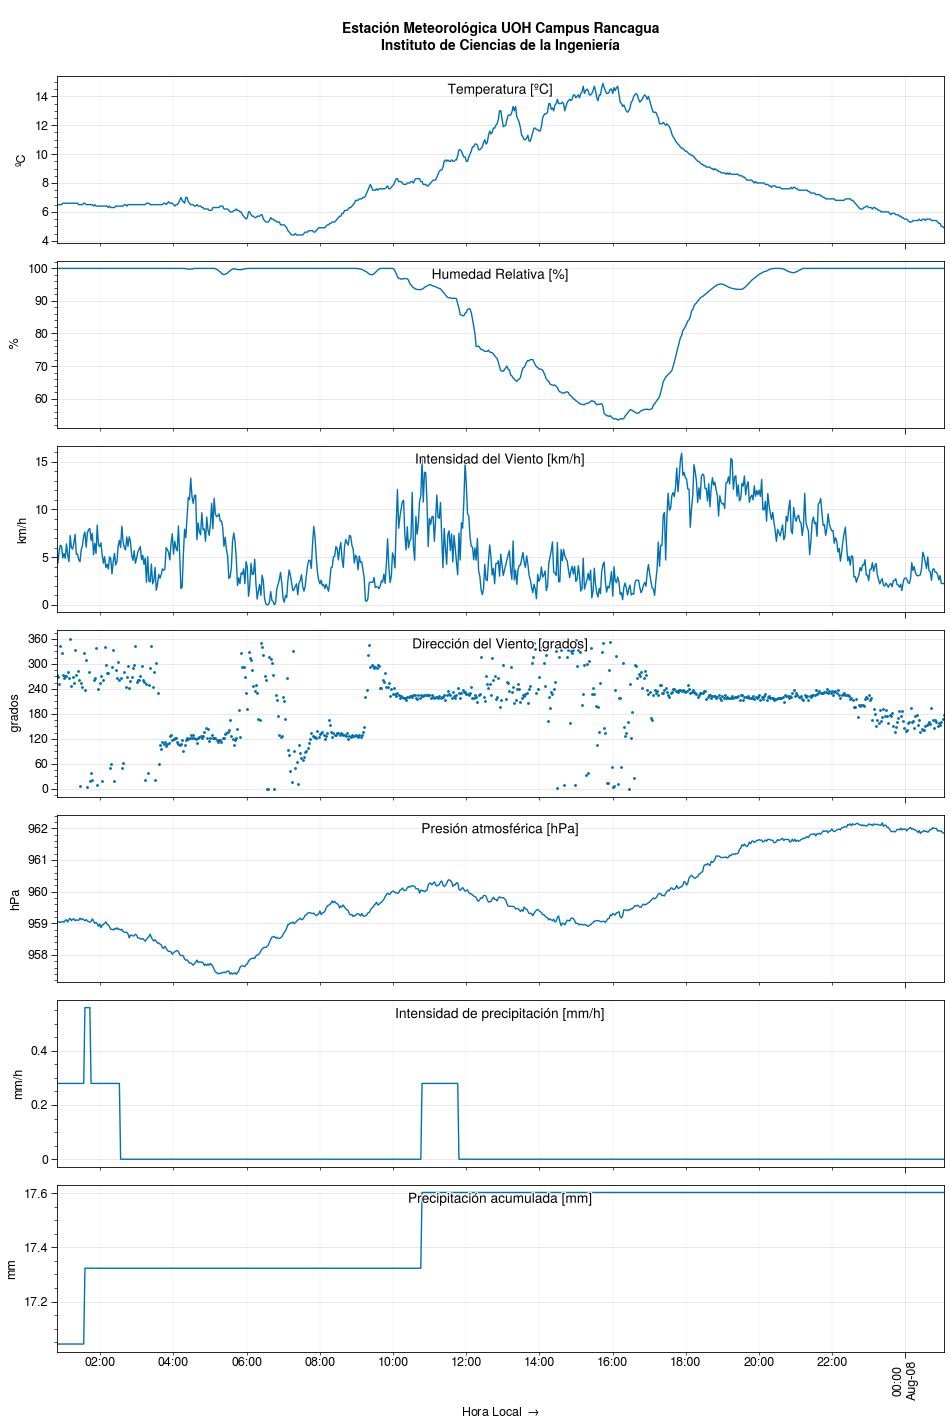 Estación Meteorológica UOH Campus Rancagua
Instituto de Ciencias de la Ingeniería
Temperatura [ºC]
ºC
14
12
10
8
6
4
Humedad Relativa [%]
%
100
90
80
70
60
Intensidad del Viento [km/h]
km/h
15
10
5
0
Dirección del Viento [grados]
grados
360
300
240
180
120
60
0
Presión atmosférica [hPa]
hPa
962
961
960
959
958
Intensidad de precipitación [mm/h]
mm/h
0.4
0.2
0
Precipitación acumulada [mm]
mm
17.6
17.4
17.2
02:00 04:00 06:00 08:00 10:00 12:00 14:00 16:00 18:00 20:00 22:00 00:00
Aug-08
Hora Local →